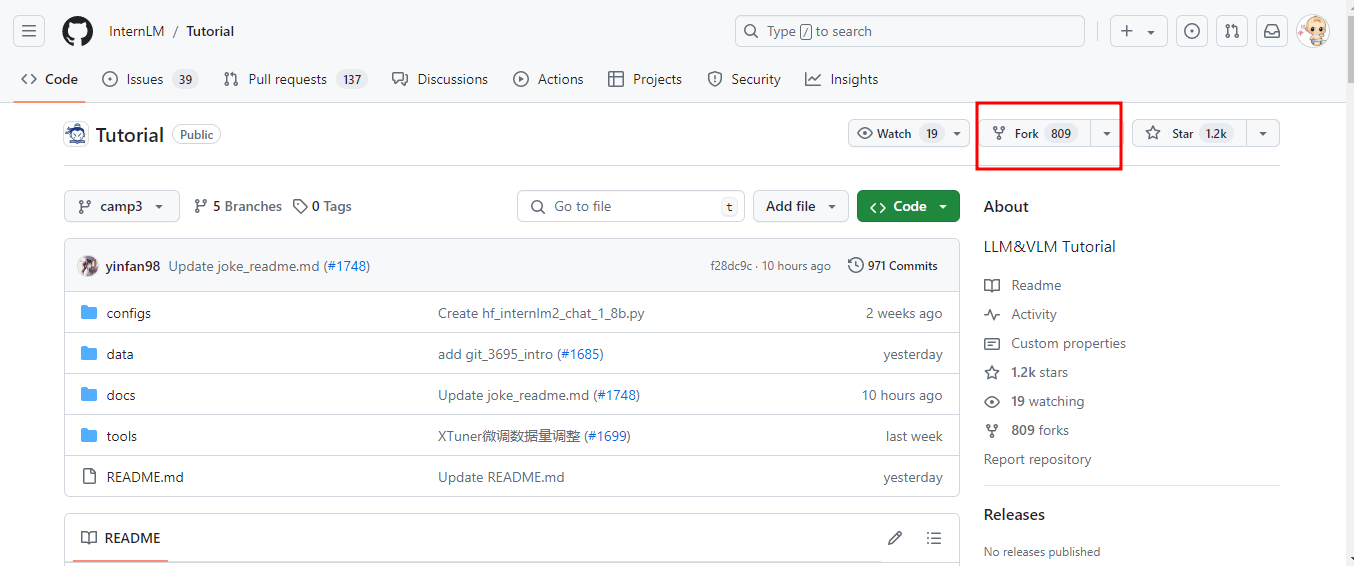 InternLM / Tutorial Type / to search
Code Issues 39 Pull requests 137 Discussions Actions Projects Security Insights
Tutorial Public Watch 19 Fork 809 Star 1.2k
camp3 5 Branches 0 Tags Go to file t Add file Code
yinfan98 Update joke_readme.md (#1748) f28dc9c · 10 hours ago 971 Commits
configs Create hf_internlm2_chat_1_8b.py 2 weeks ago
data add git_3695_intro (#1685) yesterday
docs Update joke_readme.md (#1748) 10 hours ago
tools XTuner微调数据量调整 (#1699) last week
README.md Update README.md yesterday
README
About
LLM&VLM Tutorial
Readme
Activity
Custom properties
1.2k stars
19 watching
809 forks
Report repository
Releases
No releases published